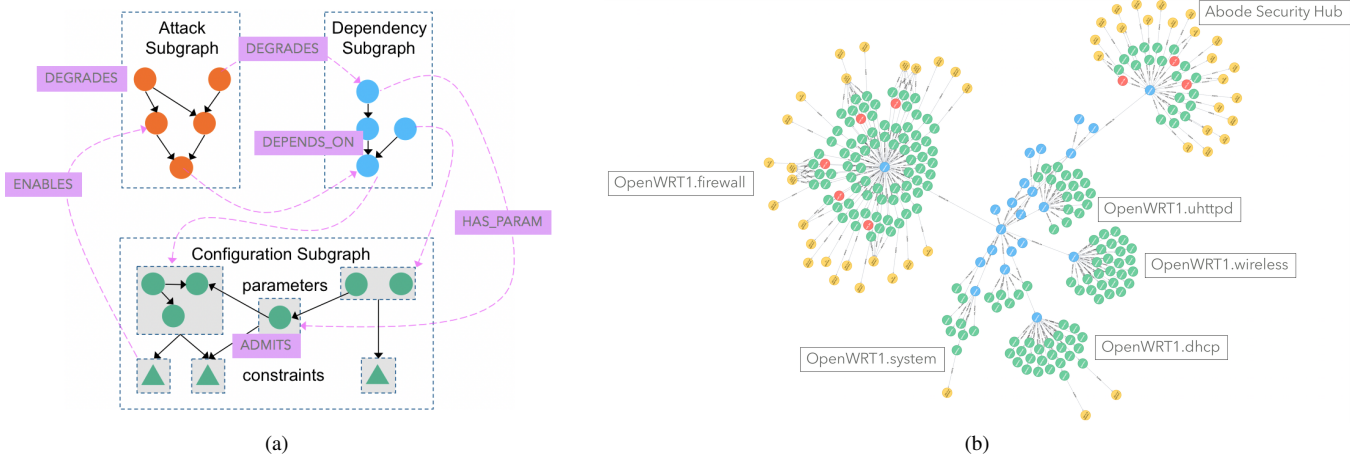 Attack
Subgraph
Dependency
Subgraph
DEGRADES
DEGRADES
DEPENDS_ON
ENABLES
HAS_PARAM
Configuration Subgraph
parameters
ADMITS
constraints
(a)
Abode Security Hub
OpenWRT1.firewall
OpenWRT1.uhttpd
OpenWRT1.wireless
OpenWRT1.system
OpenWRT1.dhcp
(b)